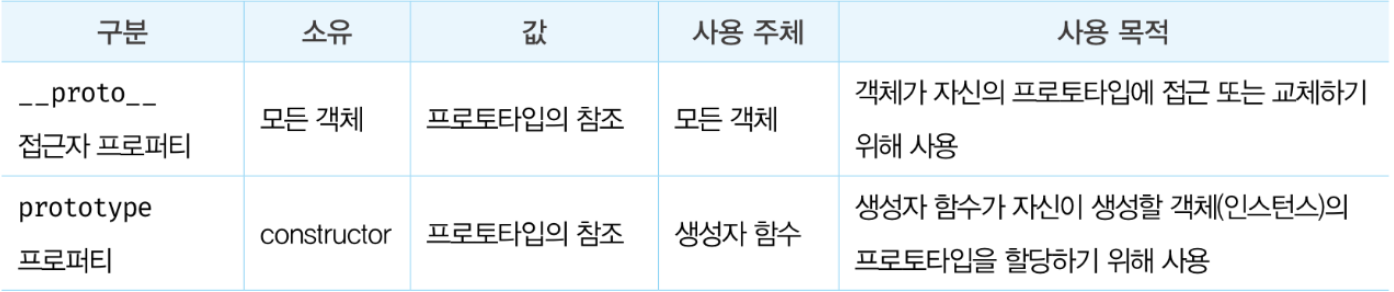 구분 소유 값 사용 주체 사용 목적
__proto__
접근자 프로퍼티
모든 객체
프로토타입의 참조
모든 객체
객체가 자신의 프로토타입에 접근 또는 교체하기
위해 사용
prototype
프로퍼티
constructor
프로토타입의 참조
생성자 함수
생성자 함수가 자신이 생성할 객체(인스턴스)의
프로토타입을 할당하기 위해 사용